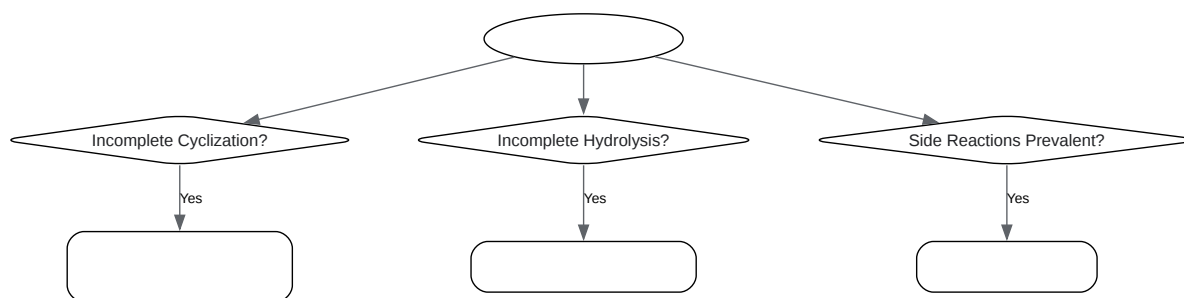 Incomplete Cyclization?
Incomplete Hydrolysis?
Side Reactions Prevalent?
Yes
Yes
Yes